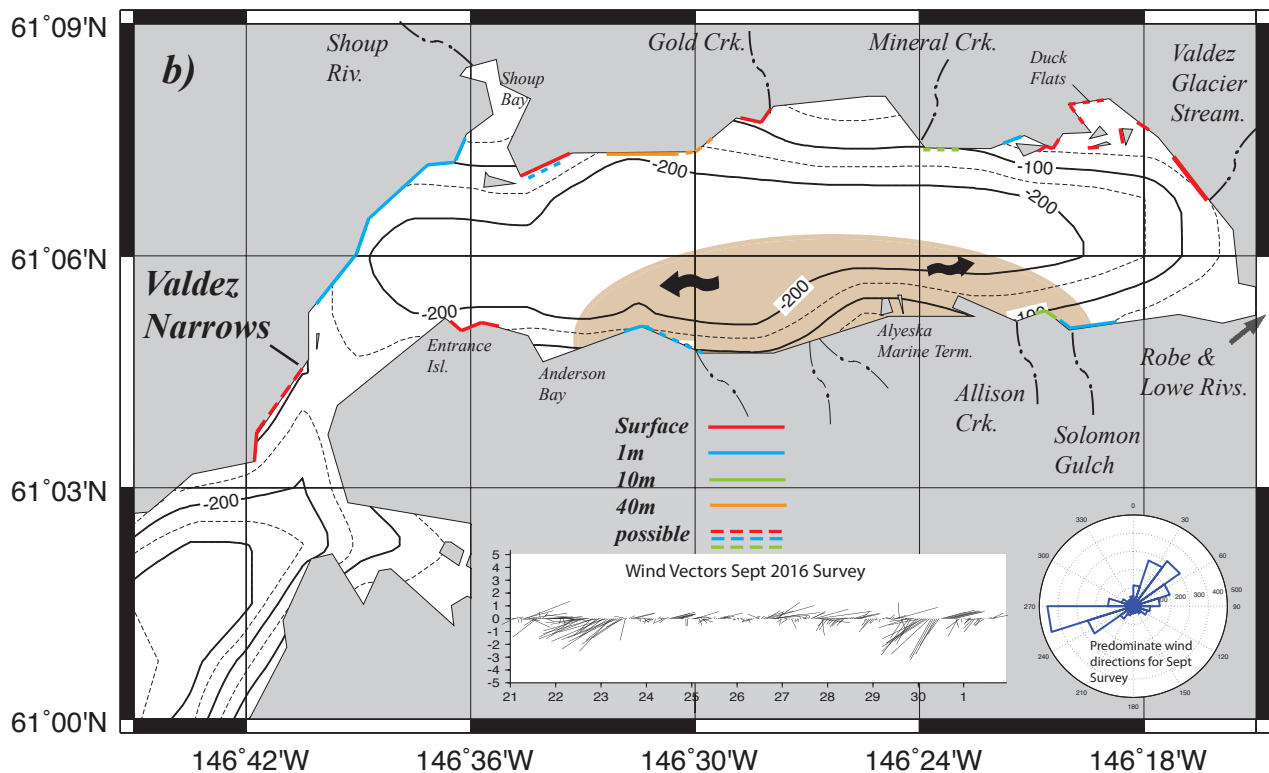 61°09'N
b)
Shoup
Riv.
Gold Crk.
Mineral Crk.
Duck
Flats
Valdez
Glacier
Stream.
Shoup
Bay
-200
-100
-200
61°06'N
Valdez
Narrows
-200
-200
-100
Entrance
Isl.
Anderson
Bay
Alyeska
Marine Term.
Allison
Crk.
Solomon
Gulch
Robe &
Lowe Rivs.
Surface
1m
10m
40m
possible
61°03'N
-200
Wind Vectors Sept 2016 Survey
5
4
3
2
1
0
-1
-2
-3
-4
-5
21 22 23 24 25 26 27 28 29 30 1
0
30
60
90
120
150
180
210
240
270
300
330
200 300 400 500
Predominate wind
directions for Sept
Survey
61°00'N
146°42'W 146°36'W 146°30'W 146°24'W 146°18'W